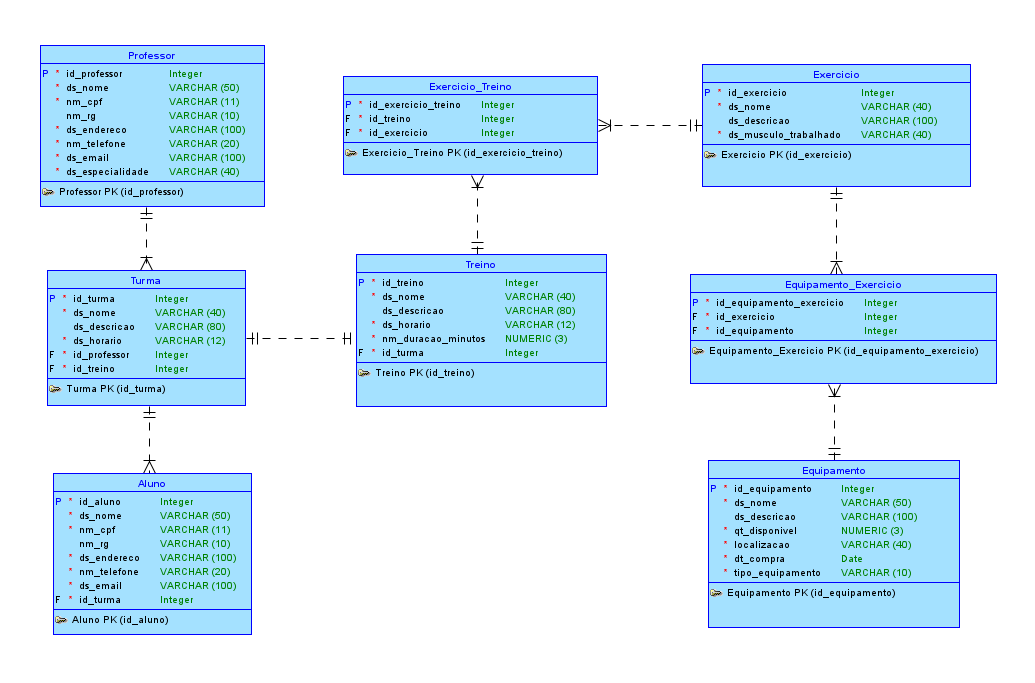 Professor
P * id_professor Integer
* ds_nome VARCHAR (50)
* nm_cpf VARCHAR (11)
nm_rg VARCHAR (10)
* ds_endereco VARCHAR (100)
* nm_telefone VARCHAR (20)
* ds_email VARCHAR (100)
* ds_especialidade VARCHAR (40)
Professor PK (id_professor)
Exercicio_Treino
P * id_exercicio_treino Integer
F * id_treino Integer
F * id_exercicio Integer
Exercicio_Treino PK (id_exercicio_treino)
Exercicio
P * id_exercicio Integer
* ds_nome VARCHAR (40)
ds_descricao VARCHAR (100)
* ds_musculo_trabalhado VARCHAR (40)
Exercicio PK (id_exercicio)
Turma
P * id_turma Integer
* ds_nome VARCHAR (40)
ds_descricao VARCHAR (80)
* ds_horario VARCHAR (12)
F * id_professor Integer
F * id_treino Integer
Turma PK (id_turma)
Treino
P * id_treino Integer
* ds_nome VARCHAR (40)
ds_descricao VARCHAR (80)
* ds_horario VARCHAR (12)
* nm_duracao_minutos NUMERIC (3)
F * id_turma Integer
Treino PK (id_treino)
Equipamento_Exercicio
P * id_equipamento_exercicio Integer
F * id_exercicio Integer
F * id_equipamento Integer
Equipamento_Exercicio PK (id_equipamento_exercicio)
Aluno
P * id_aluno Integer
* ds_nome VARCHAR (50)
* nm_cpf VARCHAR (11)
nm_rg VARCHAR (10)
* ds_endereco VARCHAR (100)
* nm_telefone VARCHAR (20)
* ds_email VARCHAR (100)
F * id_turma Integer
Aluno PK (id_aluno)
Equipamento
P * id_equipamento Integer
* ds_nome VARCHAR (50)
ds_descricao VARCHAR (100)
* qt_disponivel NUMERIC (3)
* localizacao VARCHAR (40)
* dt_compra Date
* tipo_equipamento VARCHAR (10)
Equipamento PK (id_equipamento)